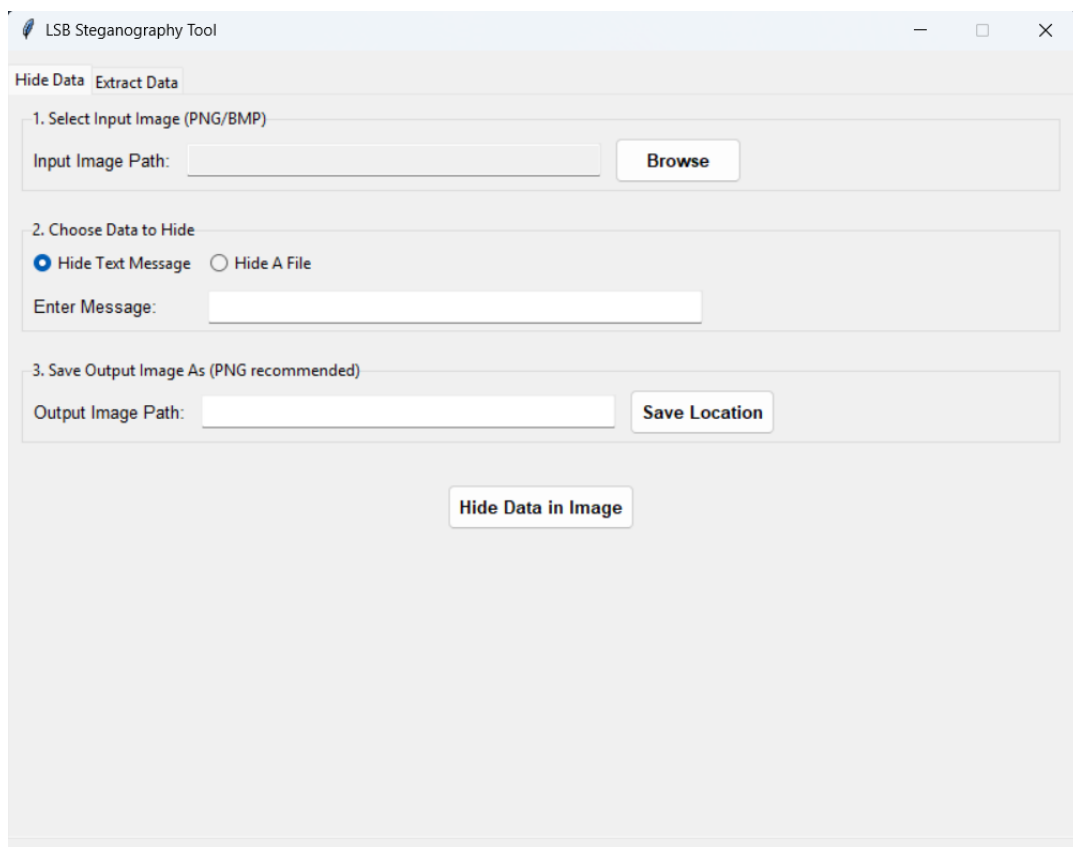 LSB Steganography Tool
Hide Data Extract Data
1. Select Input Image (PNG/BMP)
Input Image Path: Browse
2. Choose Data to Hide
Hide Text Message Hide A File
Enter Message:
3. Save Output Image As (PNG recommended)
Output Image Path: Save Location
Hide Data in Image